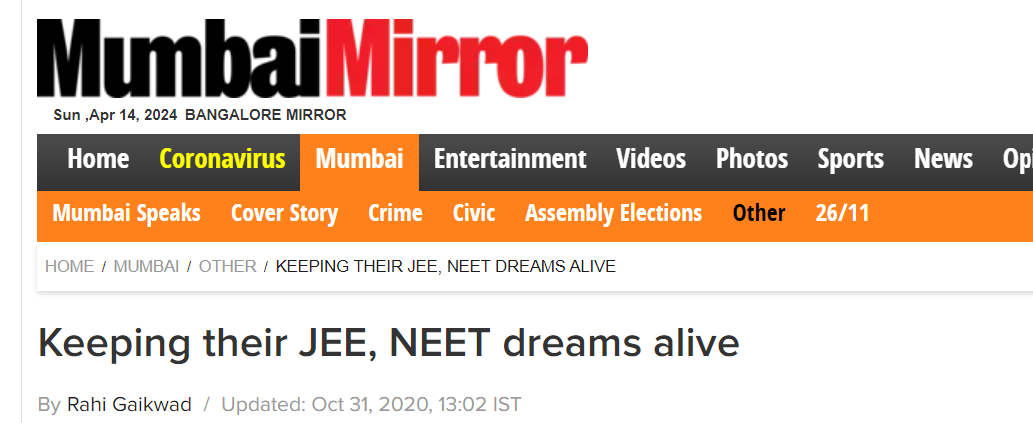 MumbaiMirror
Sun ,Apr 14, 2024 BANGALORE MIRROR
Home Coronavirus Mumbai Entertainment Videos Photos Sports News
Mumbai Speaks Cover Story Crime Civic Assembly Elections Other 26/11
HOME / MUMBAI / OTHER / KEEPING THEIR JEE, NEET DREAMS ALIVE
Keeping their JEE, NEET dreams alive
By Rahi Gaikwad / Updated: Oct 31, 2020, 13:02 IST